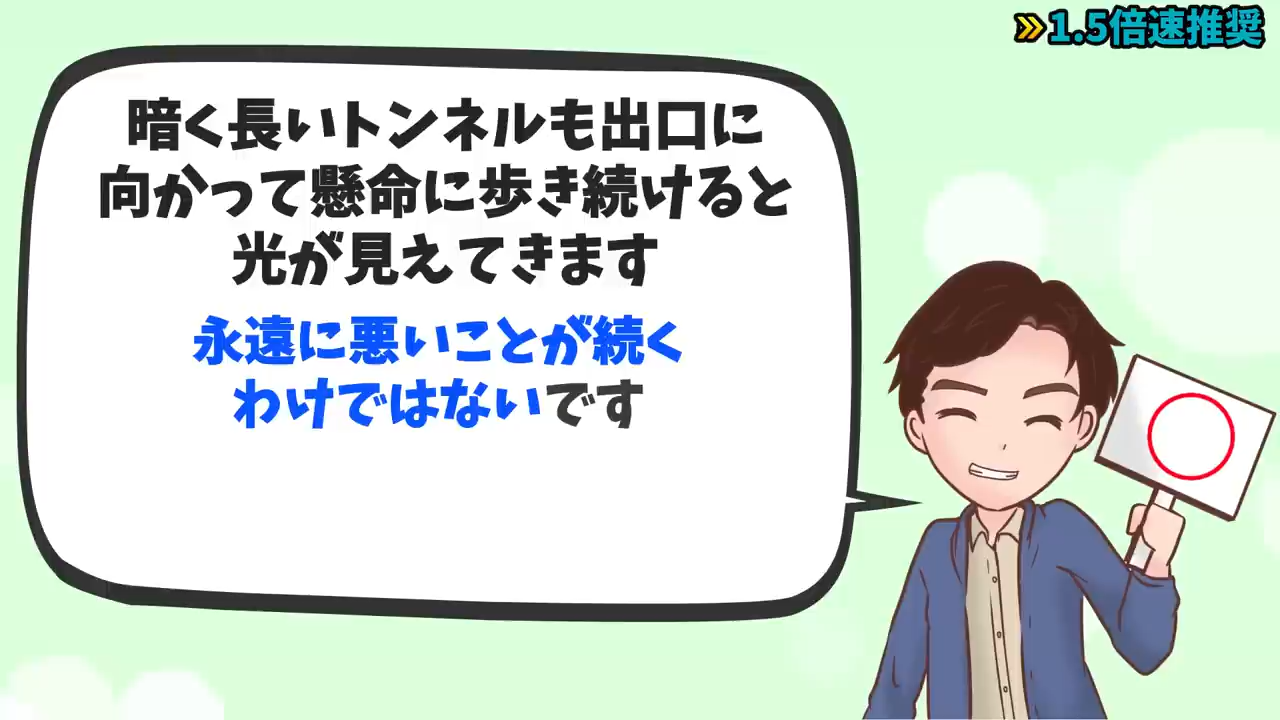 »1.5倍速推奨
暗く長いトンネルも出口に
向かって懸命に歩き続けると
光が見えてきます
永遠に悪いことが続く
わけではないです